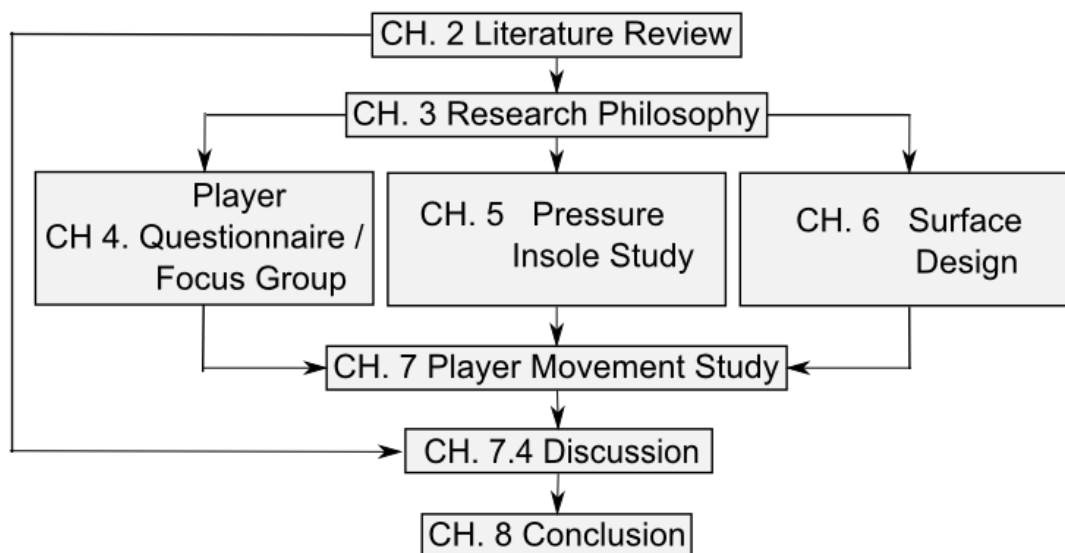 CH. 2 Literature Review
CH. 3 Research Philosophy
Player
CH 4. Questionnaire /
Focus Group
CH. 5 Pressure
Insole Study
CH. 6 Surface
Design
CH. 7 Player Movement Study
CH. 7.4 Discussion
CH. 8 Conclusion